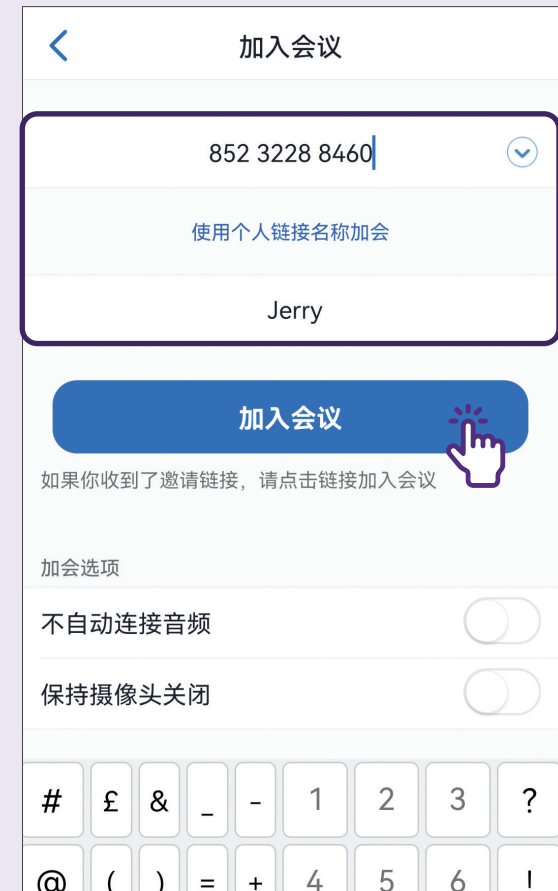 加入会议
852 3228 8460
使用个人链接名称加会
Jerry
加入会议
如果你收到了邀请链接，请点击链接加入会议
加会选项
不自动连接音频
保持摄像头关闭
# £ & _ - 1 2 3 ?
@ ( ) = + 4 5 6 !